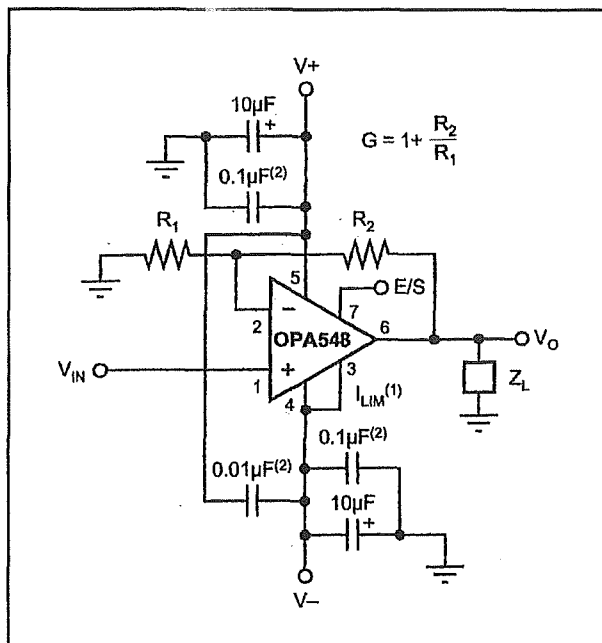 V+
10µF
+
G = 1+ R2/R1
0.1µF(2)
R1
R2
5
E/S
7
−
2
OPA548
6
VO
VIN
+
1
3
4
ILIM(1)
ZL
0.1µF(2)
0.01µF(2)
10µF
+
V−